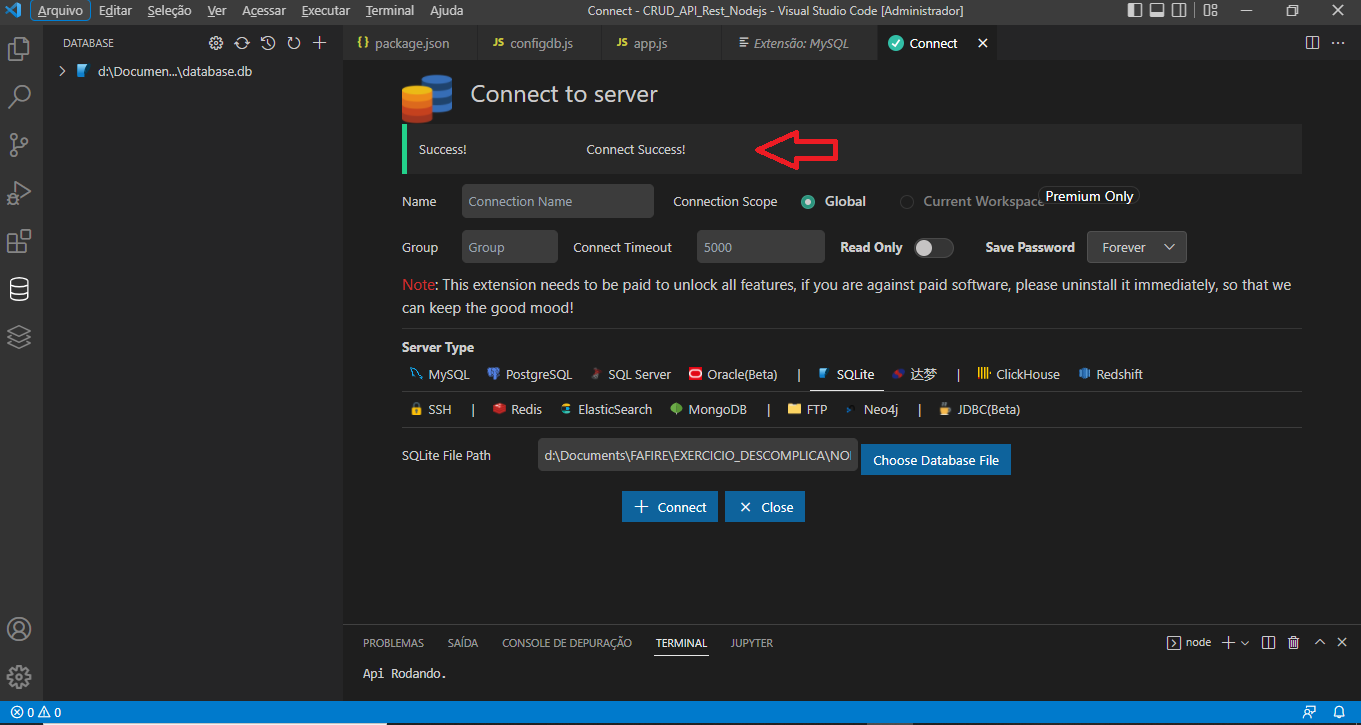 Arquivo Editar Seleção Ver Acessar Executar Terminal Ajuda Connect - CRUD_API_Rest_Nodejs - Visual Studio Code [Administrador]
DATABASE
{} package.json JS configdb.js JS app.js Extensão: MySQL Connect
d:\Documen...\database.db
Connect to server
Success! Connect Success!
Name Connection Name Connection Scope Global Current Workspace Premium Only
Group Group Connect Timeout 5000 Read Only Save Password Forever
Note: This extension needs to be paid to unlock all features, if you are against paid software, please uninstall it immediately, so that we
can keep the good mood!
Server Type
MySQL PostgreSQL SQL Server Oracle(Beta) | SQLite 达梦 | ClickHouse Redshift
SSH | Redis ElasticSearch MongoDB | FTP Neo4j | JDBC(Beta)
SQLite File Path d:\Documents\FAFIRE\EXERCICIO_DESCOMPLICA\NO Choose Database File
Connect Close
PROBLEMAS SAÍDA CONSOLE DE DEPURAÇÃO TERMINAL JUPYTER node
Api Rodando.
0 0